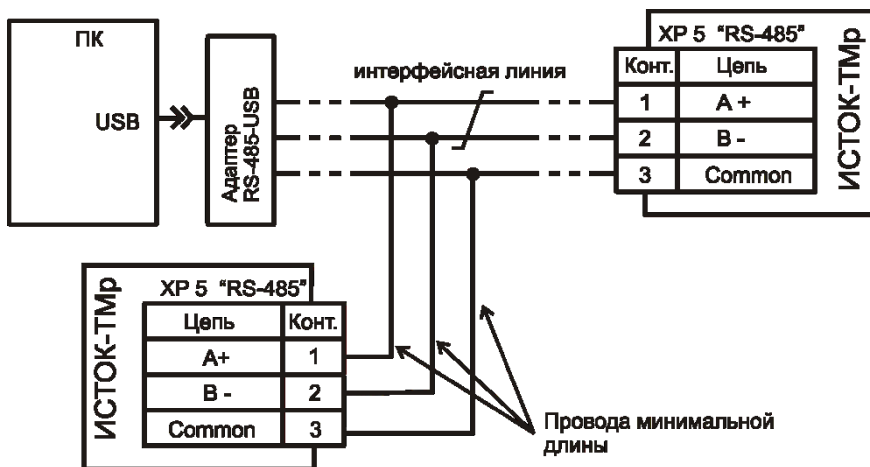 ПК
USB
Адаптер
RS-485-USB
интерфейсная линия
XP 5 "RS-485"
Конт. Цепь
1 A +
2 B -
3 Common
ИСТОК-ТМр
ИСТОК-ТМр
XP 5 "RS-485"
Цепь Конт.
A+ 1
B - 2
Common 3
Провода минимальной
длины